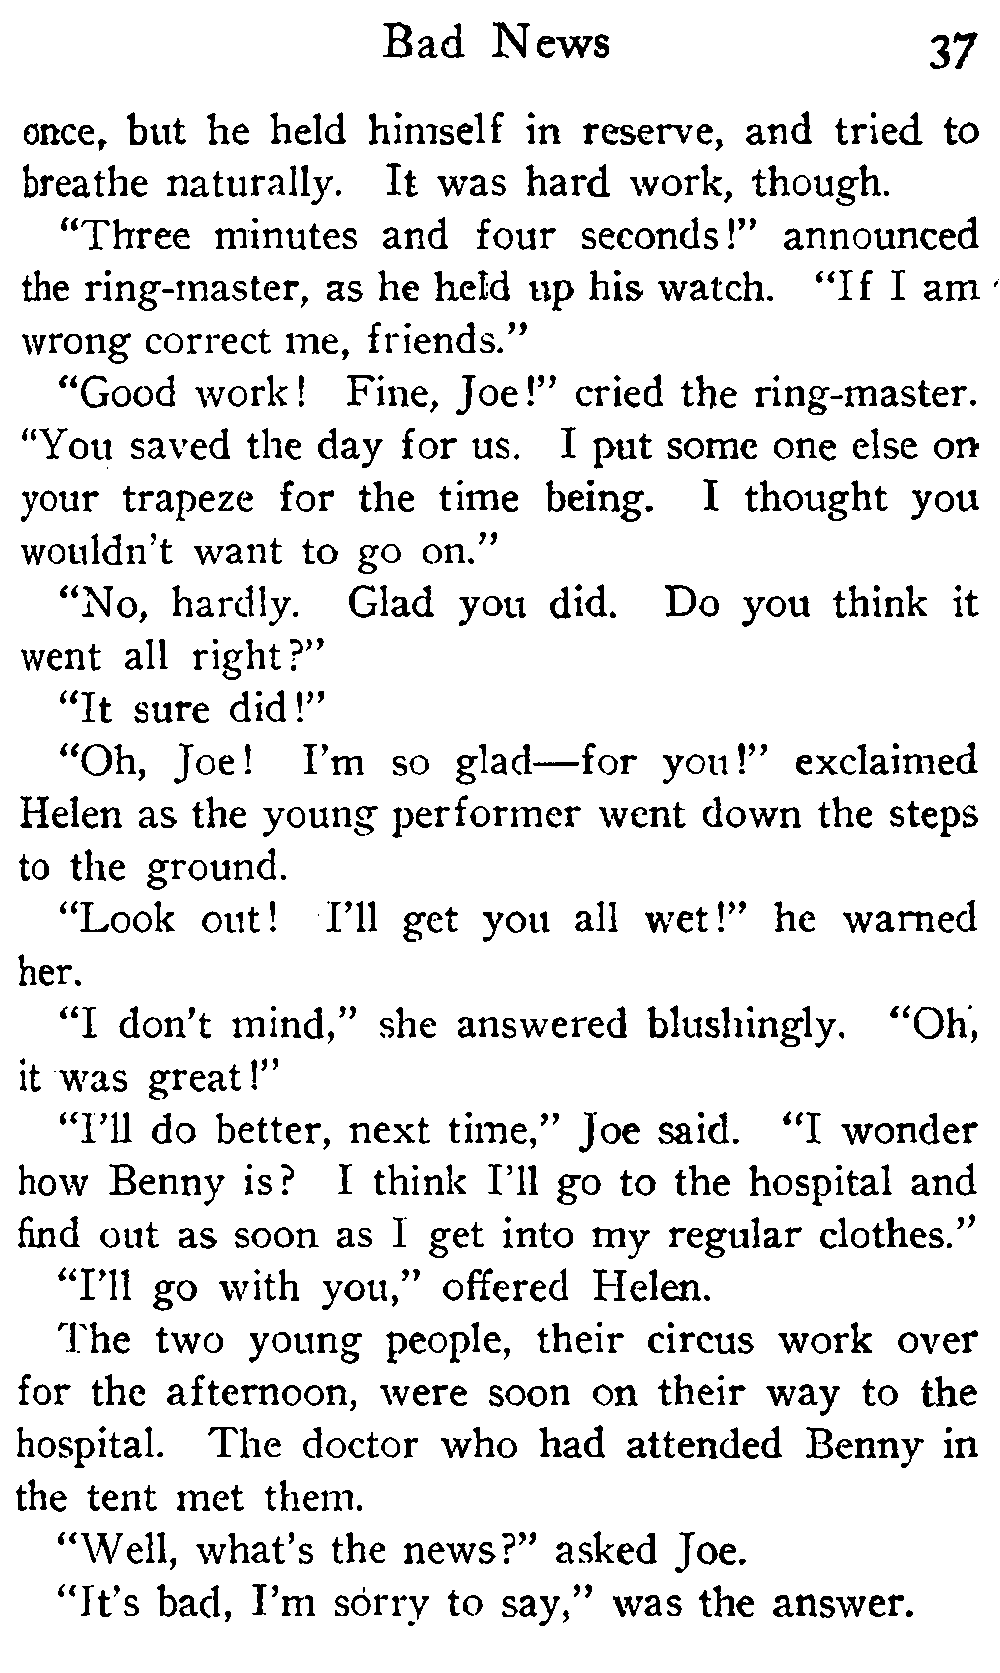 Bad News 37
once, but he held himself in reserve, and tried to
breathe naturally. It was hard work, though.
"Three minutes and four seconds!" announced
the ring-master, as he held up his watch. "If I am
wrong correct me, friends."
"Good work! Fine, Joe!" cried the ring-master.
"You saved the day for us. I put some one else on
your trapeze for the time being. I thought you
wouldn't want to go on."
"No, hardly. Glad you did. Do you think it
went all right?"
"It sure did!"
"Oh, Joe! I'm so glad—for you!" exclaimed
Helen as the young performer went down the steps
to the ground.
"Look out! I'll get you all wet!" he warned
her.
"I don't mind," she answered blushingly. "Oh,
it was great!"
"I'll do better, next time," Joe said. "I wonder
how Benny is? I think I'll go to the hospital and
find out as soon as I get into my regular clothes."
"I'll go with you," offered Helen.
The two young people, their circus work over
for the afternoon, were soon on their way to the
hospital. The doctor who had attended Benny in
the tent met them.
"Well, what's the news?" asked Joe.
"It's bad, I'm sorry to say," was the answer.